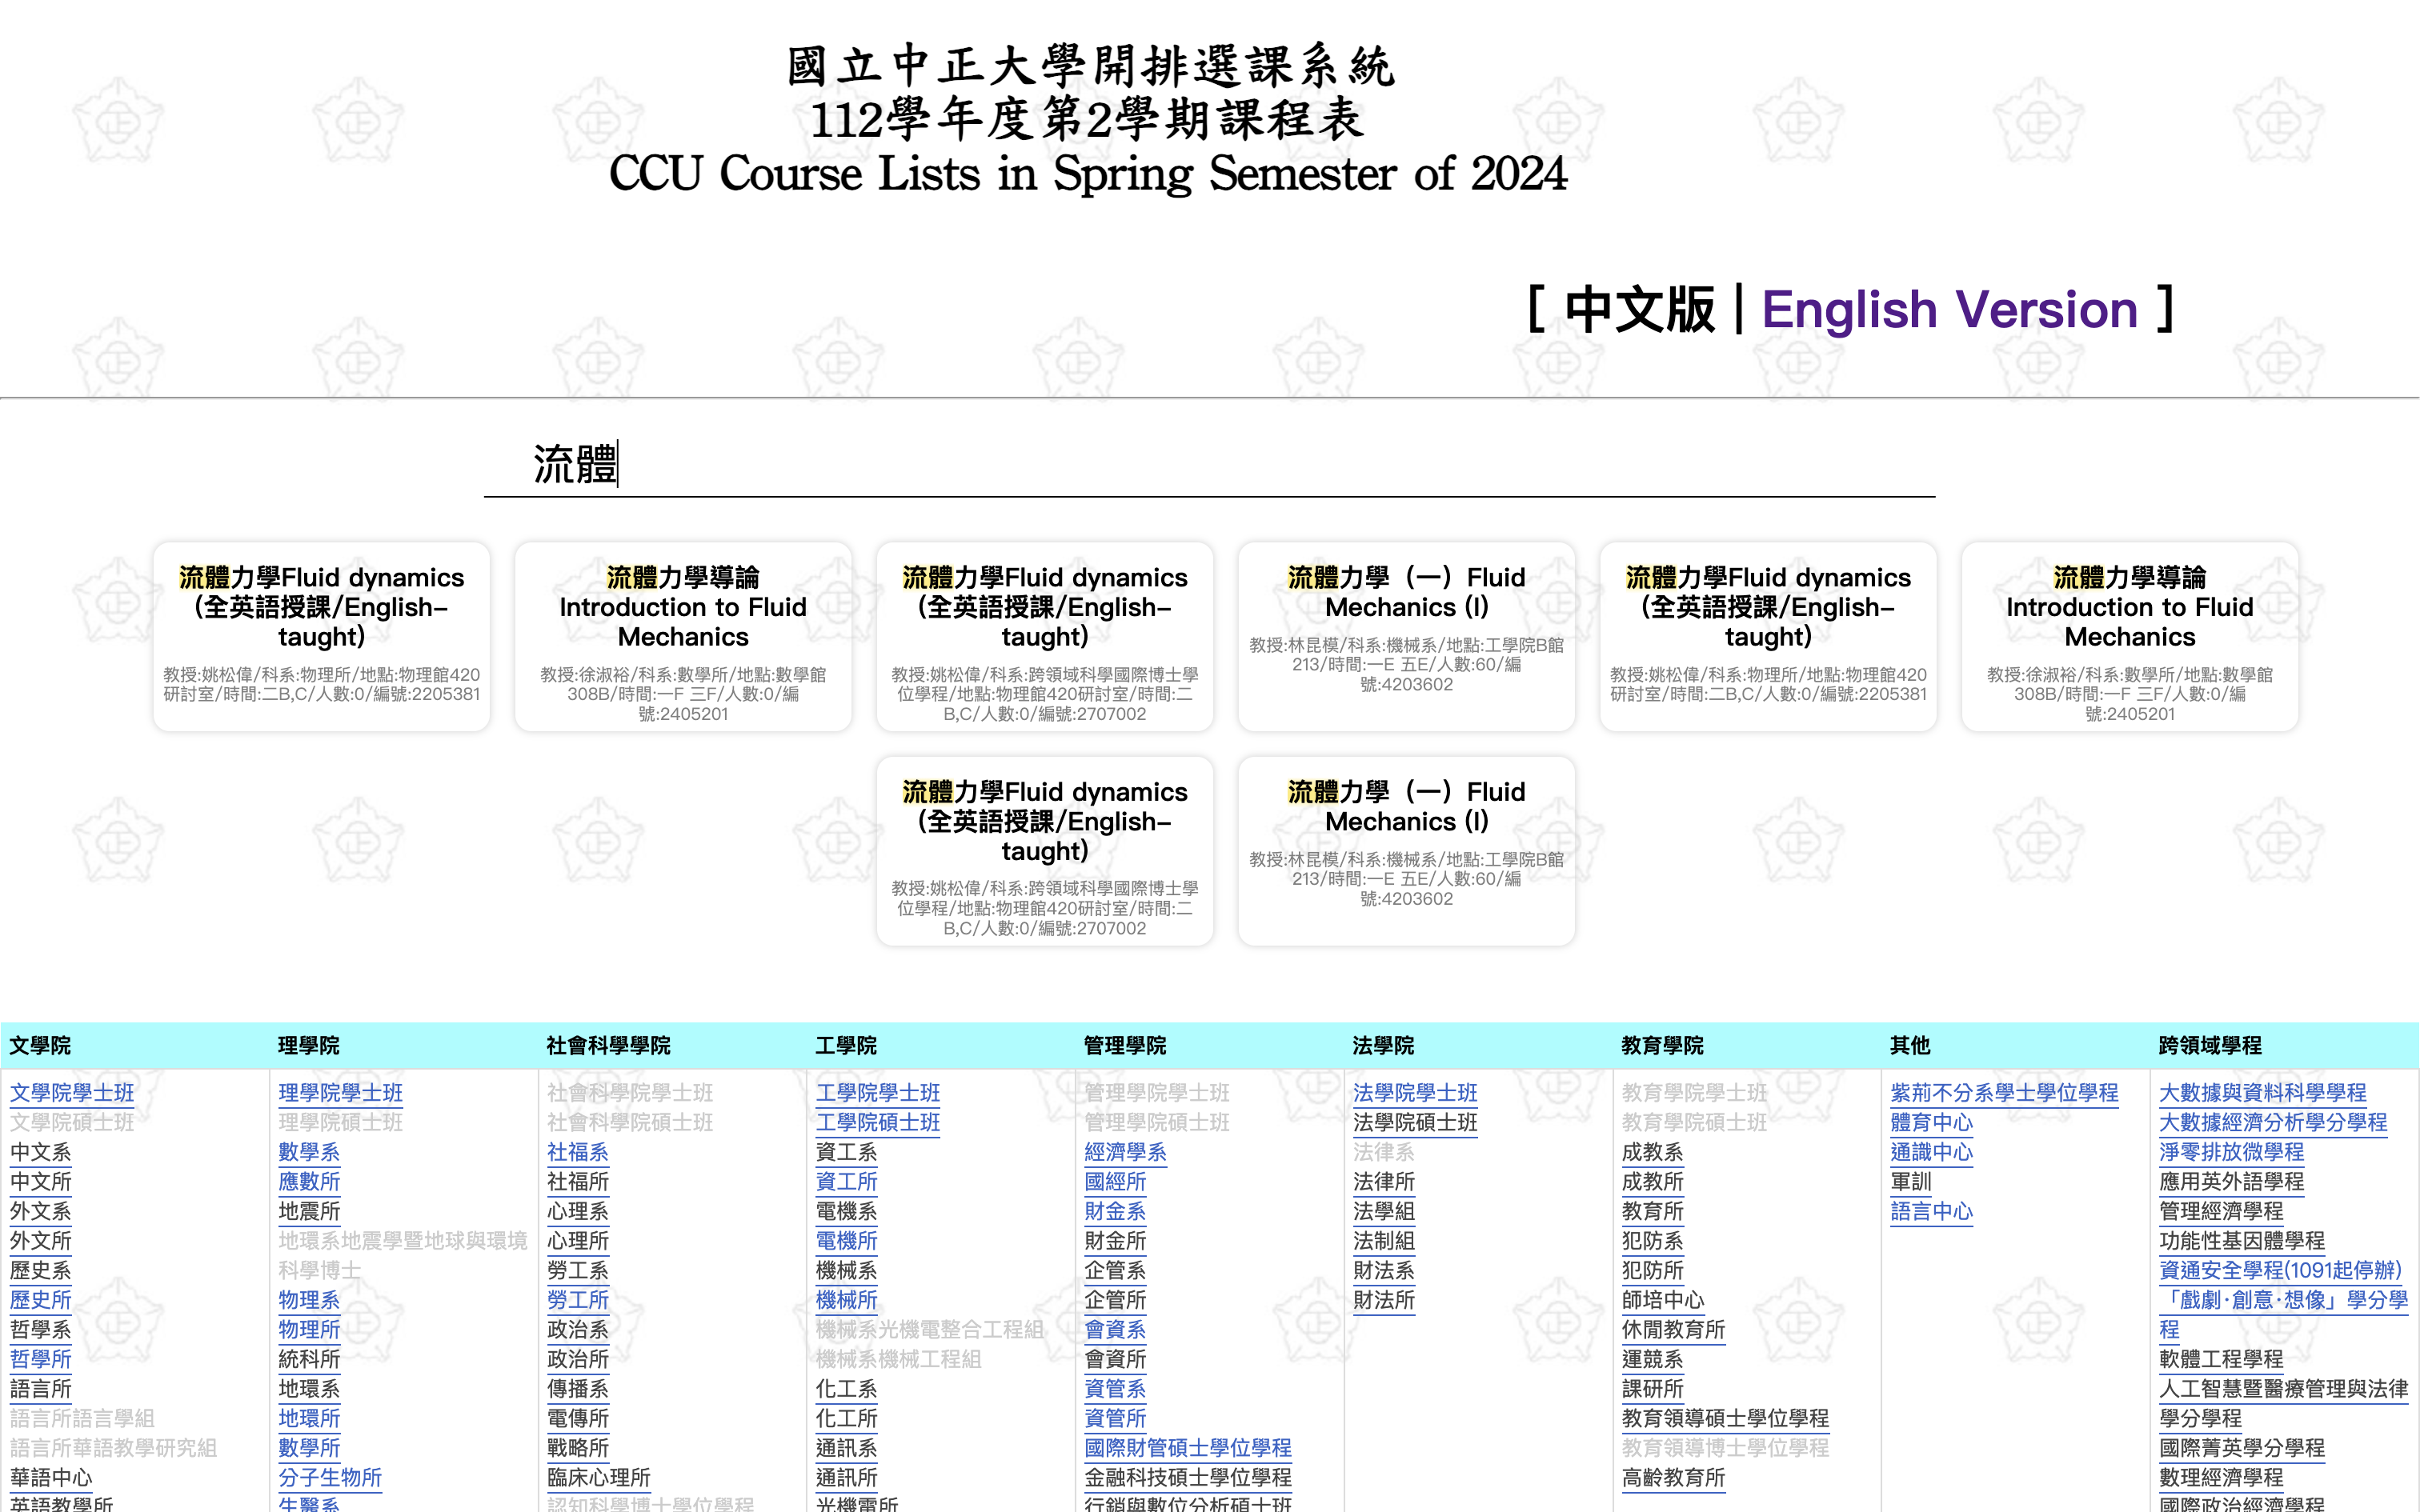 國立中正大學開排選課系統
112學年度第2學期課程表
CCU Course Lists in Spring Semester of 2024
[ 中文版 | English Version ]
流體
流體力學Fluid dynamics
(全英語授課/English-
taught)
教授:姚松偉/科系:物理所/地點:物理館420
研討室/時間:二B,C/人數:0/編號:2205381
流體力學導論
Introduction to Fluid
Mechanics
教授:徐淑裕/科系:數學所/地點:數學館
308B/時間:一F 三F/人數:0/編
號:2405201
流體力學Fluid dynamics
(全英語授課/English-
taught)
教授:姚松偉/科系:跨領域科學國際博士學
位學程/地點:物理館420研討室/時間:二
B,C/人數:0/編號:2707002
流體力學（一）Fluid
Mechanics (I)
教授:林昆模/科系:機械系/地點:工學院B館
213/時間:一E 五E/人數:60/編
號:4203602
流體力學Fluid dynamics
(全英語授課/English-
taught)
教授:姚松偉/科系:物理所/地點:物理館420
研討室/時間:二B,C/人數:0/編號:2205381
流體力學導論
Introduction to Fluid
Mechanics
教授:徐淑裕/科系:數學所/地點:數學館
308B/時間:一F 三F/人數:0/編
號:2405201
流體力學Fluid dynamics
(全英語授課/English-
taught)
教授:姚松偉/科系:跨領域科學國際博士學
位學程/地點:物理館420研討室/時間:二
B,C/人數:0/編號:2707002
流體力學（一）Fluid
Mechanics (I)
教授:林昆模/科系:機械系/地點:工學院B館
213/時間:一E 五E/人數:60/編
號:4203602
文學院
文學院學士班
文學院碩士班
中文系
中文所
外文系
外文所
歷史系
歷史所
哲學系
哲學所
語言所
語言所語言學組
語言所華語教學研究組
華語中心
英語教學所
理學院
理學院學士班
理學院碩士班
數學系
應數所
地震所
地環系地震學暨地球與環境
科學博士
物理系
物理所
統科所
地環系
地環所
數學所
分子生物所
生醫系
社會科學學院
社會科學院學士班
社會科學院碩士班
社福系
社福所
心理系
心理所
勞工系
勞工所
政治系
政治所
傳播系
電傳所
戰略所
臨床心理所
認知科學博士學位學程
工學院
工學院學士班
工學院碩士班
資工系
資工所
電機系
電機所
機械系
機械所
機械系光機電整合工程組
機械系機械工程組
化工系
化工所
通訊系
通訊所
光機電所
管理學院
管理學院學士班
管理學院碩士班
經濟學系
國經所
財金系
財金所
企管系
企管所
會資系
會資所
資管系
資管所
國際財管碩士學位學程
金融科技碩士學位學程
行銷與數位分析碩士班
法學院
法學院學士班
法學院碩士班
法律系
法律所
法學組
法制組
財法系
財法所
教育學院
教育學院學士班
教育學院碩士班
成教系
成教所
教育所
犯防系
犯防所
師培中心
休閒教育所
運競系
課研所
教育領導碩士學位學程
教育領導博士學位學程
高齡教育所
其他
紫荊不分系學士學位學程
體育中心
通識中心
軍訓
語言中心
跨領域學程
大數據與資料科學學程
大數據經濟分析學分學程
淨零排放微學程
應用英外語學程
管理經濟學程
功能性基因體學程
資通安全學程(1091起停辦)
「戲劇·創意·想像」學分學
程
軟體工程學程
人工智慧暨醫療管理與法律
學分學程
國際菁英學分學程
數理經濟學程
國際政治經濟學程